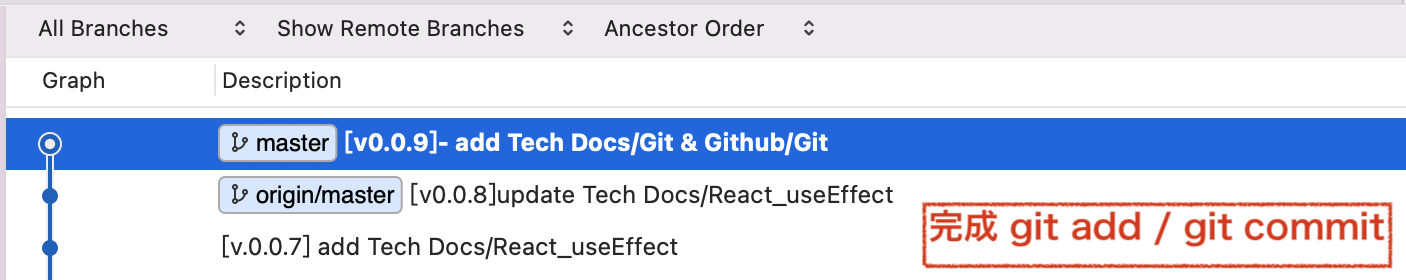 All Branches Show Remote Branches Ancestor Order
Graph Description
master [v0.0.9]- add Tech Docs/Git & Github/Git
origin/master [v0.0.8]update Tech Docs/React_useEffect
[v.0.0.7] add Tech Docs/React_useEffect
完成 git add / git commit